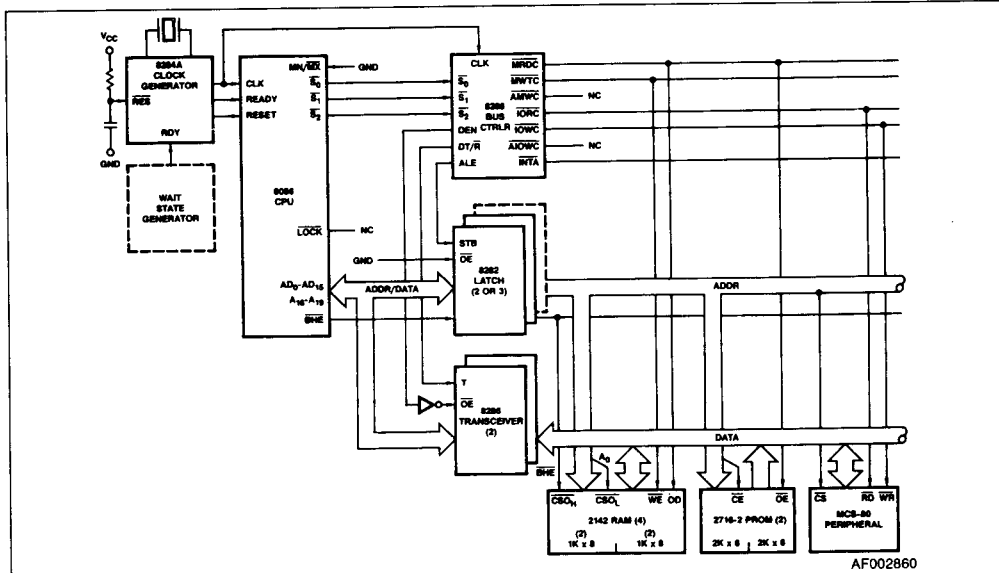 VCC
8284A
CLOCK
GENERATOR
RES
RDY
GND
WAIT
STATE
GENERATOR
MN/MX
GND
CLK
READY
RESET
S0
S1
S2
8086
CPU
LOCK
NC
AD0-AD15
A16-A19
BHE
ADDR/DATA
CLK
S0
S1
S2
DEN
DT/R
ALE
8288
BUS
CTRLR
MRDC
MWTC
AMWC
NC
IORC
IOWC
AIOWC
NC
INTA
STB
GND
OE
8282
LATCH
(2 OR 3)
ADDR
T
OE
8286
TRANSCEIVER
(2)
DATA
BHE
A0
CSOH
CSOL
WE
OD
2142 RAM (4)
(2)
1K x 8
(2)
1K x 8
CE
OE
2716-2 PROM (2)
2K x 8
2K x 8
CS
RD
WR
MCS-80
PERIPHERAL
AF002860